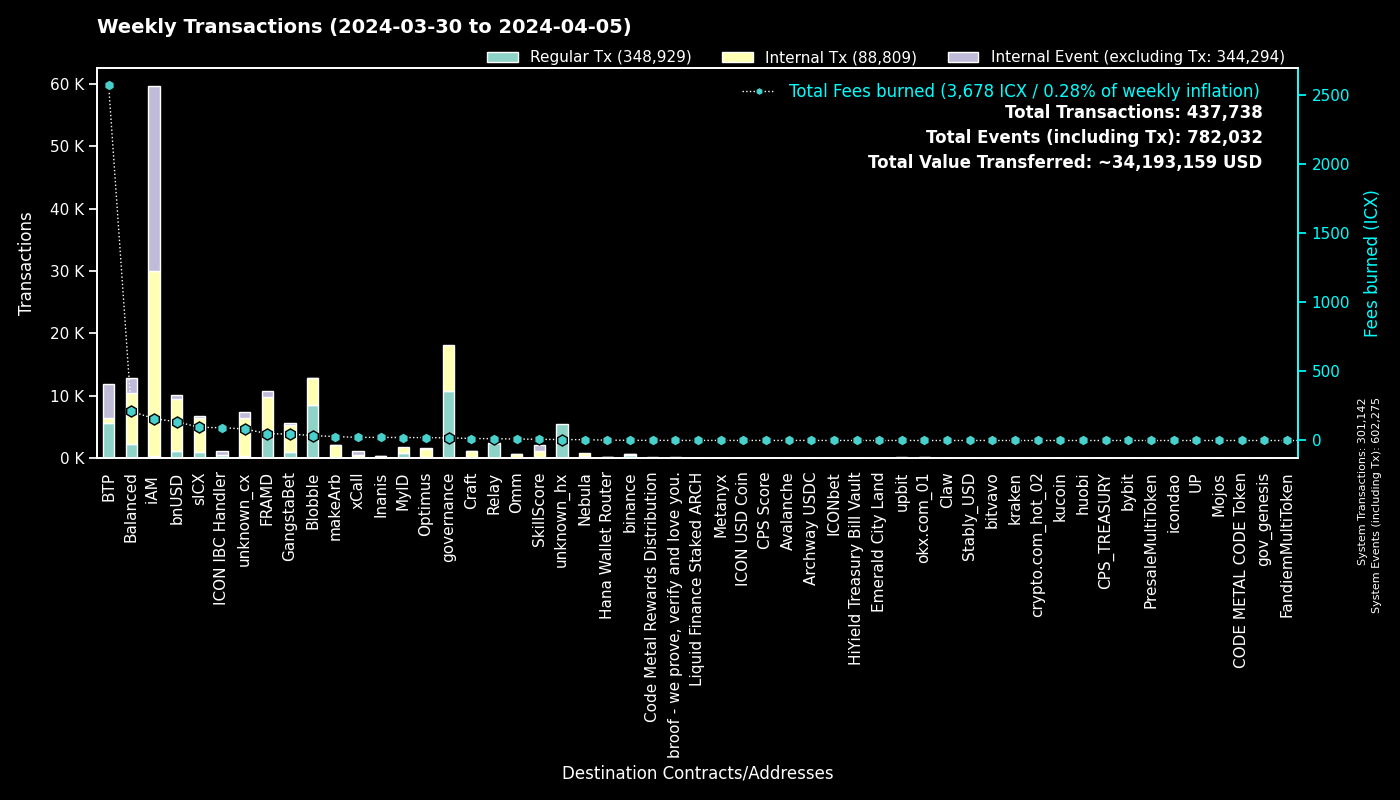 Weekly Transactions (2024-03-30 to 2024-04-05)
Regular Tx (348,929)
Internal Tx (88,809)
Internal Event (excluding Tx: 344,294)
Total Fees burned (3,678 ICX / 0.28% of weekly inflation)
Total Transactions: 437,738
Total Events (including Tx): 782,032
Total Value Transferred: ~34,193,159 USD
Transactions
60 K
50 K
40 K
30 K
20 K
10 K
0 K
2500
2000
1500
1000
500
0
Fees burned (ICX)
System Transactions: 301,142
System Events (including Tx): 602,275
BTP
Balanced
iAM
bnUSD
sICX
ICON IBC Handler
unknown_cx
FRAMD
GangstaBet
Blobble
makeArb
xCall
Inanis
MyID
Optimus
governance
Craft
Relay
Omm
SkillScore
unknown_hx
Nebula
Hana Wallet Router
binance
Code Metal Rewards Distribution
broof - we prove, verify and love you.
Liquid Finance Staked ARCH
Metanyx
ICON USD Coin
CPS Score
Avalanche
Archway USDC
ICONbet
HiYield Treasury Bill Vault
Emerald City Land
upbit
okx.com_01
Claw
Stably_USD
bitvavo
kraken
crypto.com_hot_02
kucoin
huobi
CPS_TREASURY
bybit
PresaleMultiToken
icondao
UP
Mojos
CODE METAL CODE Token
gov_genesis
FandiemMultiToken
Destination Contracts/Addresses